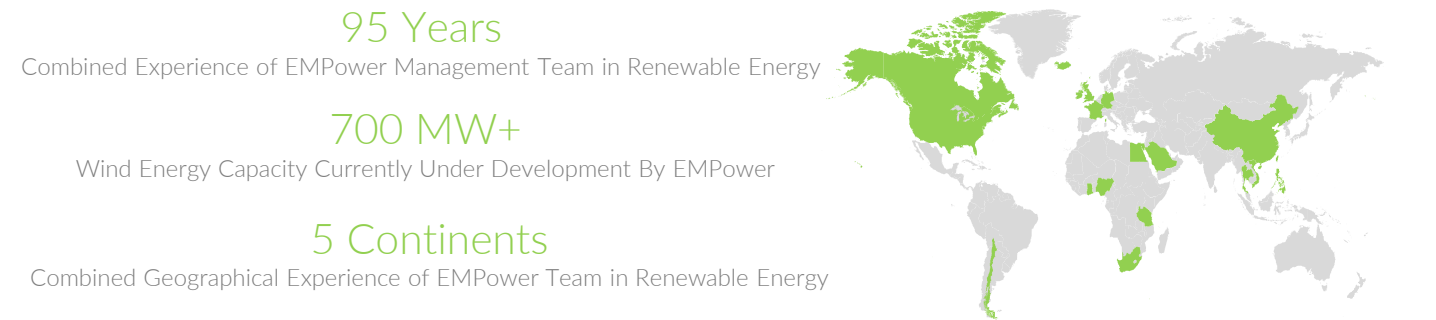 95 Years
Combined Experience of EMPower Management Team in Renewable Energy
700 MW+
Wind Energy Capacity Currently Under Development By EMPower
5 Continents
Combined Geographical Experience of EMPower Team in Renewable Energy